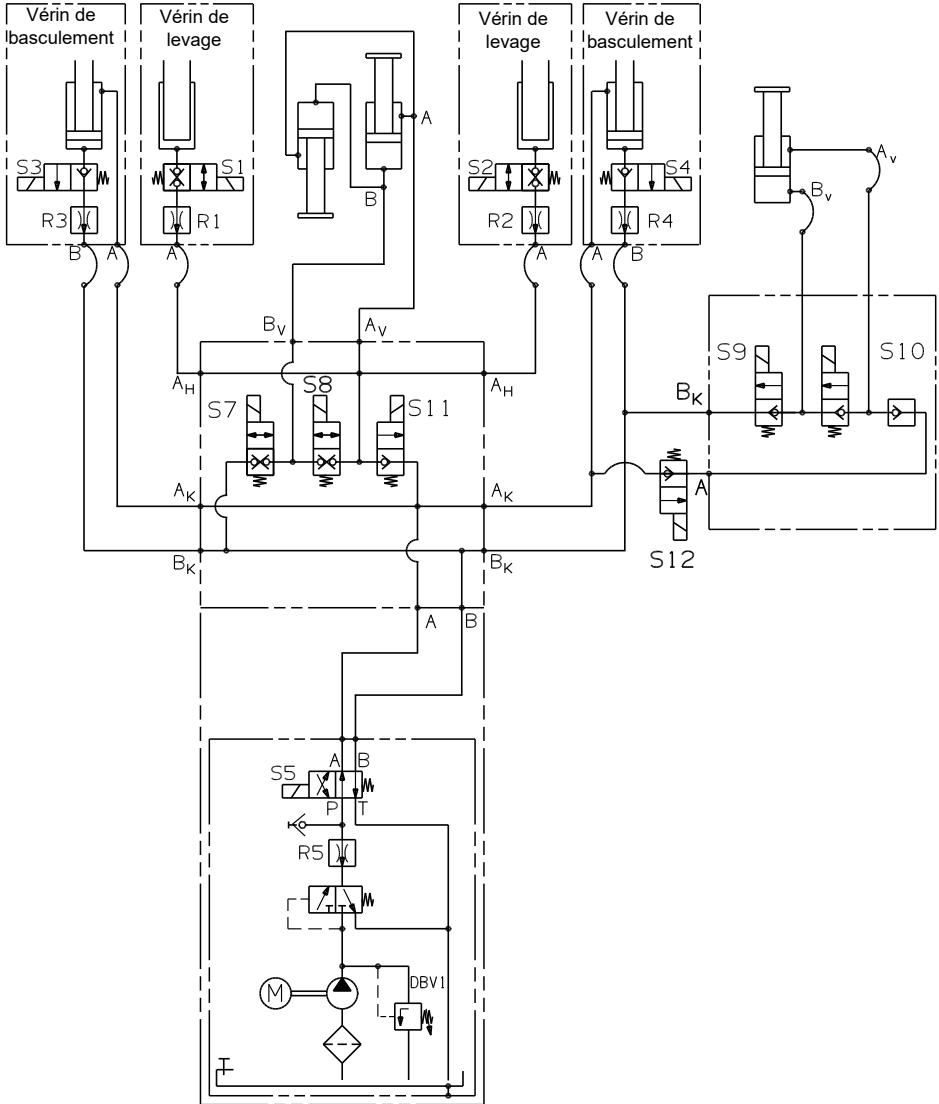 Vérin de
basculement
Vérin de
levage
Vérin de
levage
Vérin de
basculement
A
B
S3
S1
S2
S4
R3
R1
R2
R4
B
A
A
A
A
B
Av
Bv
BV
AV
AH
AH
S7
S8
S11
S9
S10
BK
A
S12
AK
AK
BK
BK
A
B
A
B
S5
P
T
R5
DBV1
M